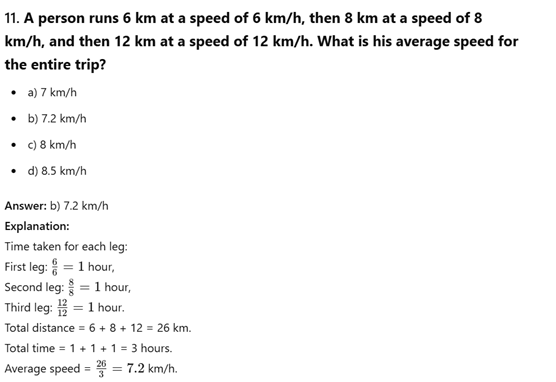 11. A person runs 6 km at a speed of 6 km/h, then 8 km at a speed of 8
km/h, and then 12 km at a speed of 12 km/h. What is his average speed for
the entire trip?
• a) 7 km/h
• b) 7.2 km/h
• c) 8 km/h
• d) 8.5 km/h
Answer: b) 7.2 km/h
Explanation:
Time taken for each leg:
First leg: 6/6 = 1 hour,
Second leg: 8/8 = 1 hour,
Third leg: 12/12 = 1 hour.
Total distance = 6 + 8 + 12 = 26 km.
Total time = 1 + 1 + 1 = 3 hours.
Average speed = 26/3 = 7.2 km/h.